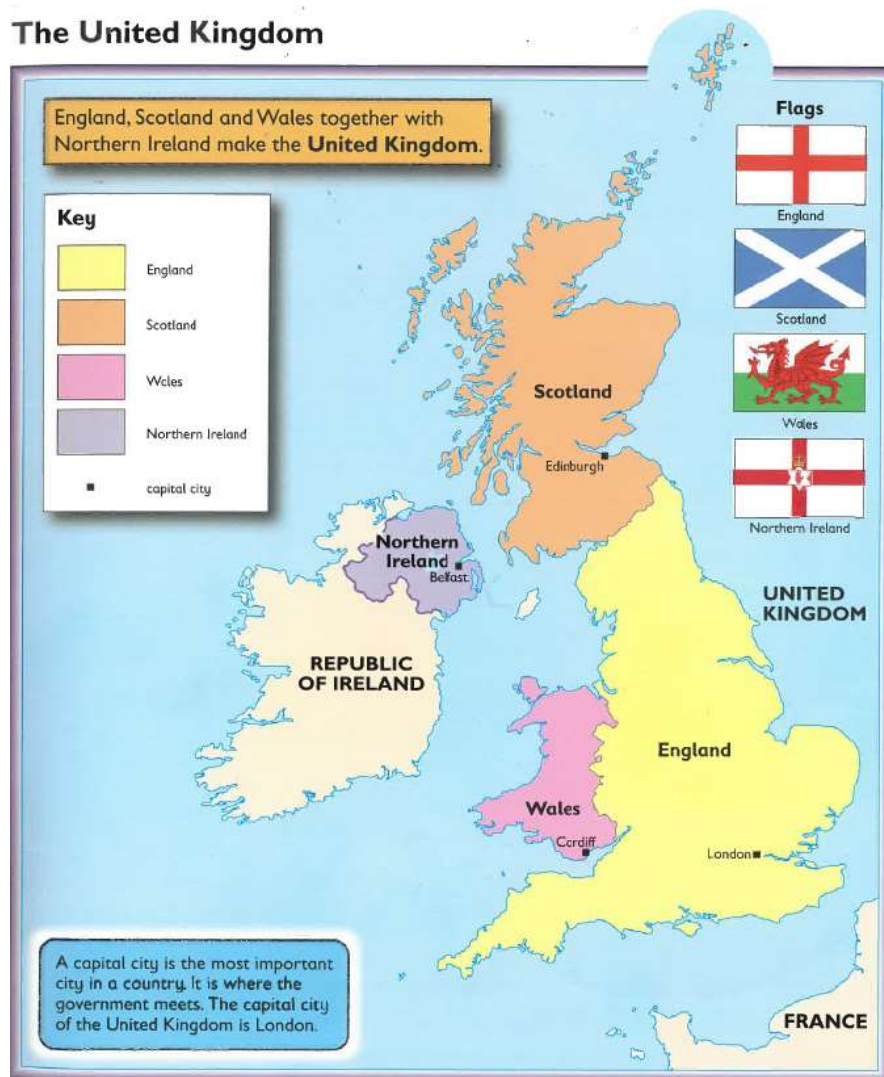 The United Kingdom
England, Scotland and Wales together with
Northern Ireland make the United Kingdom.
Key
England
Scotland
Wales
Northern Ireland
capital city
Flags
England
Scotland
Wales
Northern Ireland
Scotland
Edinburgh
Northern
Ireland
Belfast
UNITED
KINGDOM
REPUBLIC
OF IRELAND
England
Wales
Cardiff
London
A capital city is the most important
city in a country. It is where the
government meets. The capital city
of the United Kingdom is London.
FRANCE